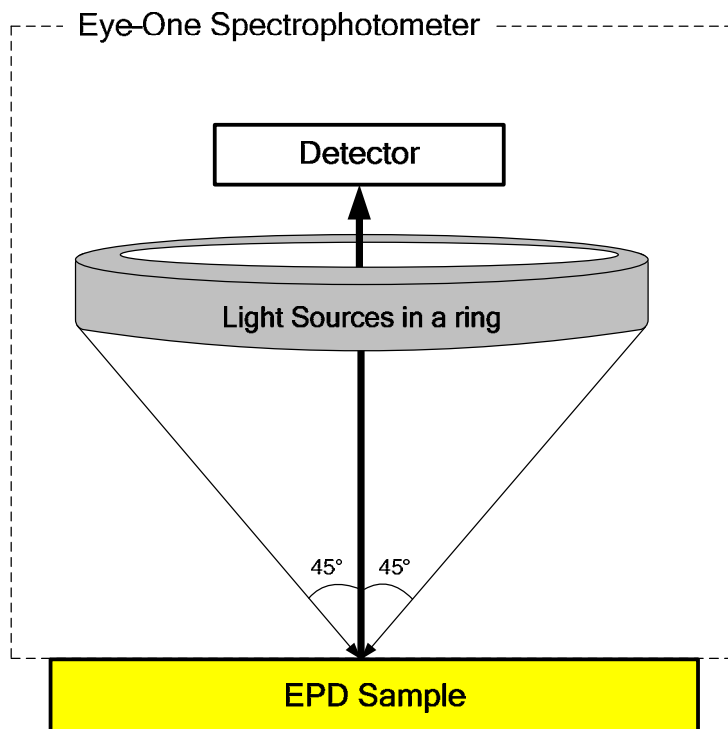 Eye-One Spectrophotometer
Detector
Light Sources in a ring
45° 45°
EPD Sample